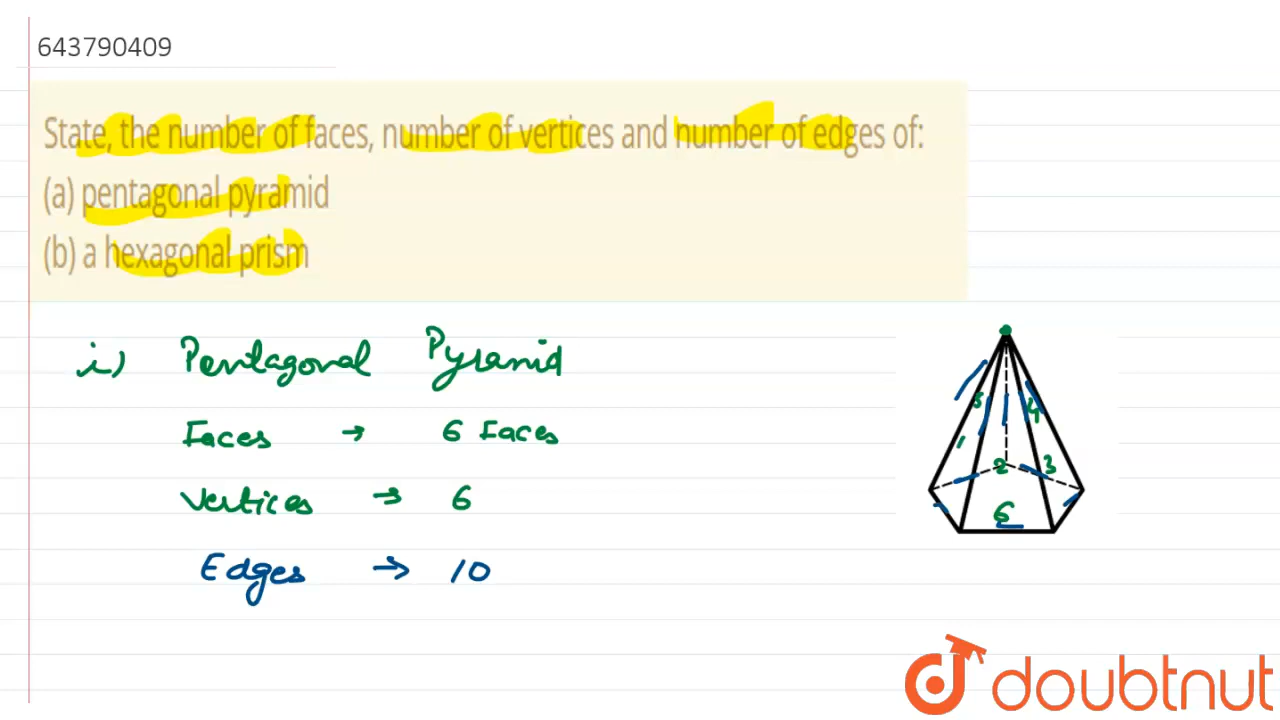 643790409
State, the number of faces, number of vertices and number of edges of:
(a) pentagonal pyramid
(b) a hexagonal prism
i) Pentagonal Pyramid
Faces → 6 Faces
Vertices → 6
Edges → 10
5 4
1 2 3
6
doubtnut